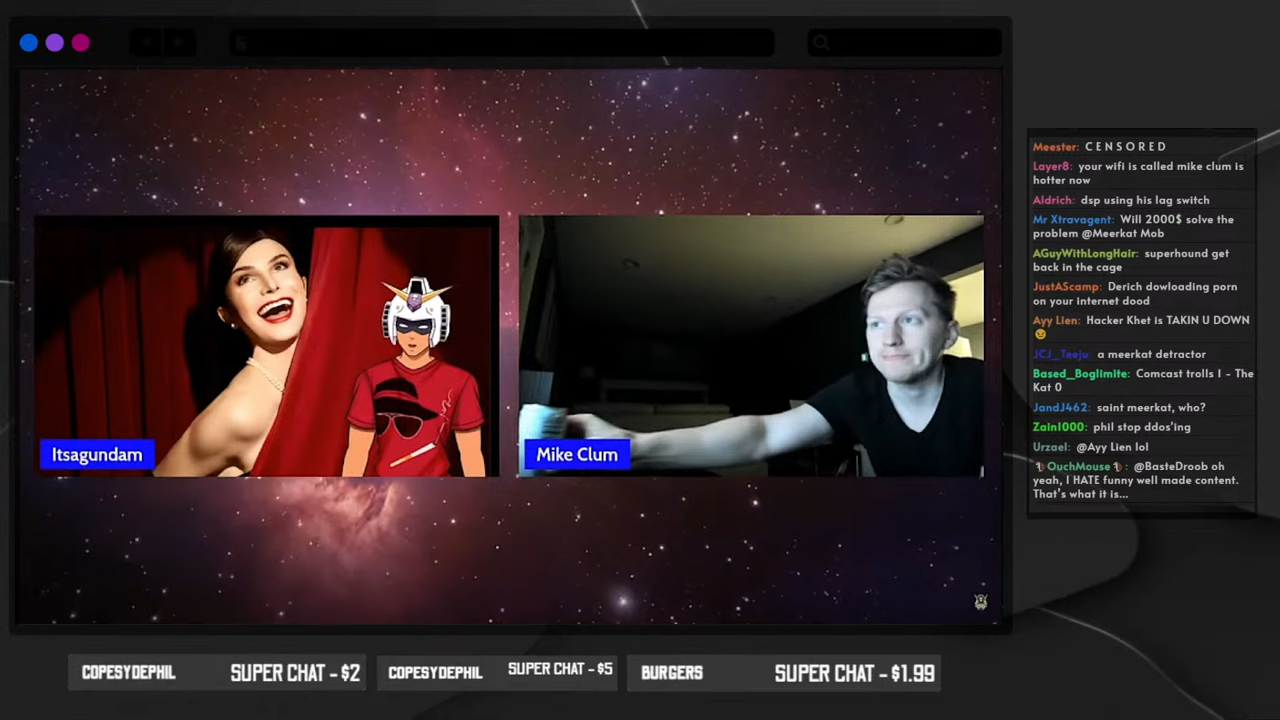 Meester: C E N S O R E D
Layer8: your wifi is called mike clum is
hotter now
Aldrich: dsp using his lag switch
Mr Xtravagent: Will 2000$ solve the
problem @Meerkat Mob
AGuyWithLongHair: superhound get
back in the cage
JustAScamp: Derich dowloading porn
on your internet dood
Ayy Lien: Hacker Khet is TAKIN U DOWN
JCJ_Teeju: a meerkat detractor
Based_Boglimite: Comcast trolls 1 - The
Kat 0
JandJ462: saint meerkat, who?
Zain1000: phil stop ddos'ing
Urzael: @Ayy Lien lol
OuchMouse: @BasteDroob oh
yeah, I HATE funny well made content.
That's what it is...
Itsagundam
Mike Clum
COPESYDEPHIL SUPER CHAT - $2
COPESYDEPHIL SUPER CHAT - $5
BURGERS SUPER CHAT - $1.99